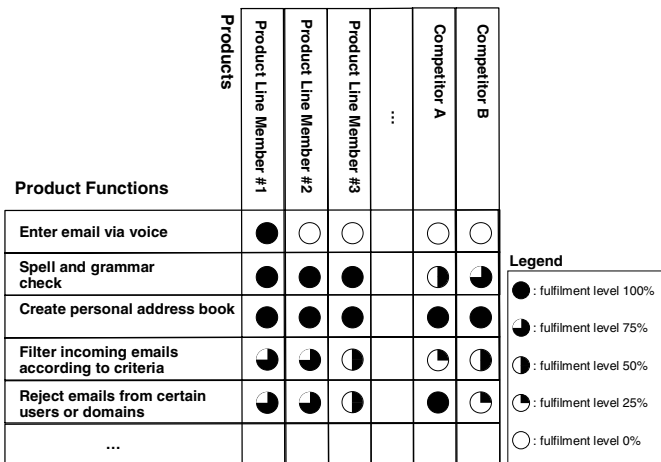 Products
Product Line Member #1
Product Line Member #2
Product Line Member #3
...
Competitor A
Competitor B
Product Functions
Enter email via voice
Spell and grammar
check
Create personal address book
Filter incoming emails
according to criteria
Reject emails from certain
users or domains
...
Legend
: fulfilment level 100%
: fulfilment level 75%
: fulfilment level 50%
: fulfilment level 25%
: fulfilment level 0%